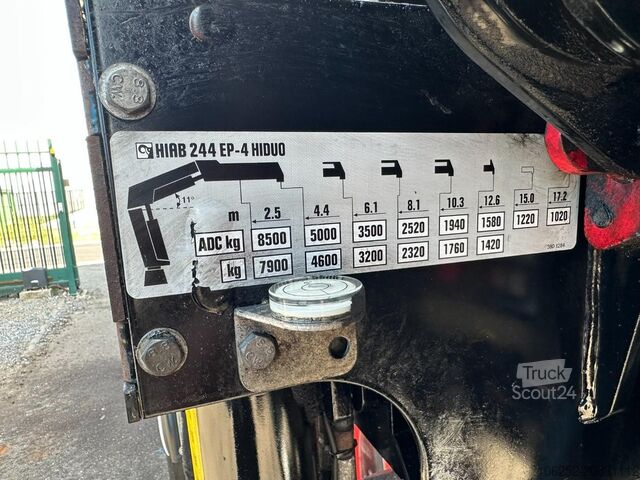 HIAB 244 EP-4 HIDUO
11°
m 2.5 4.4 6.1 8.1 10.3 12.6 15.0 17.2
ADC kg 8500 5000 3500 2520 1940 1580 1220 1020
kg 7900 4600 3200 2320 1760 1420
8.8
Truck
Scout24